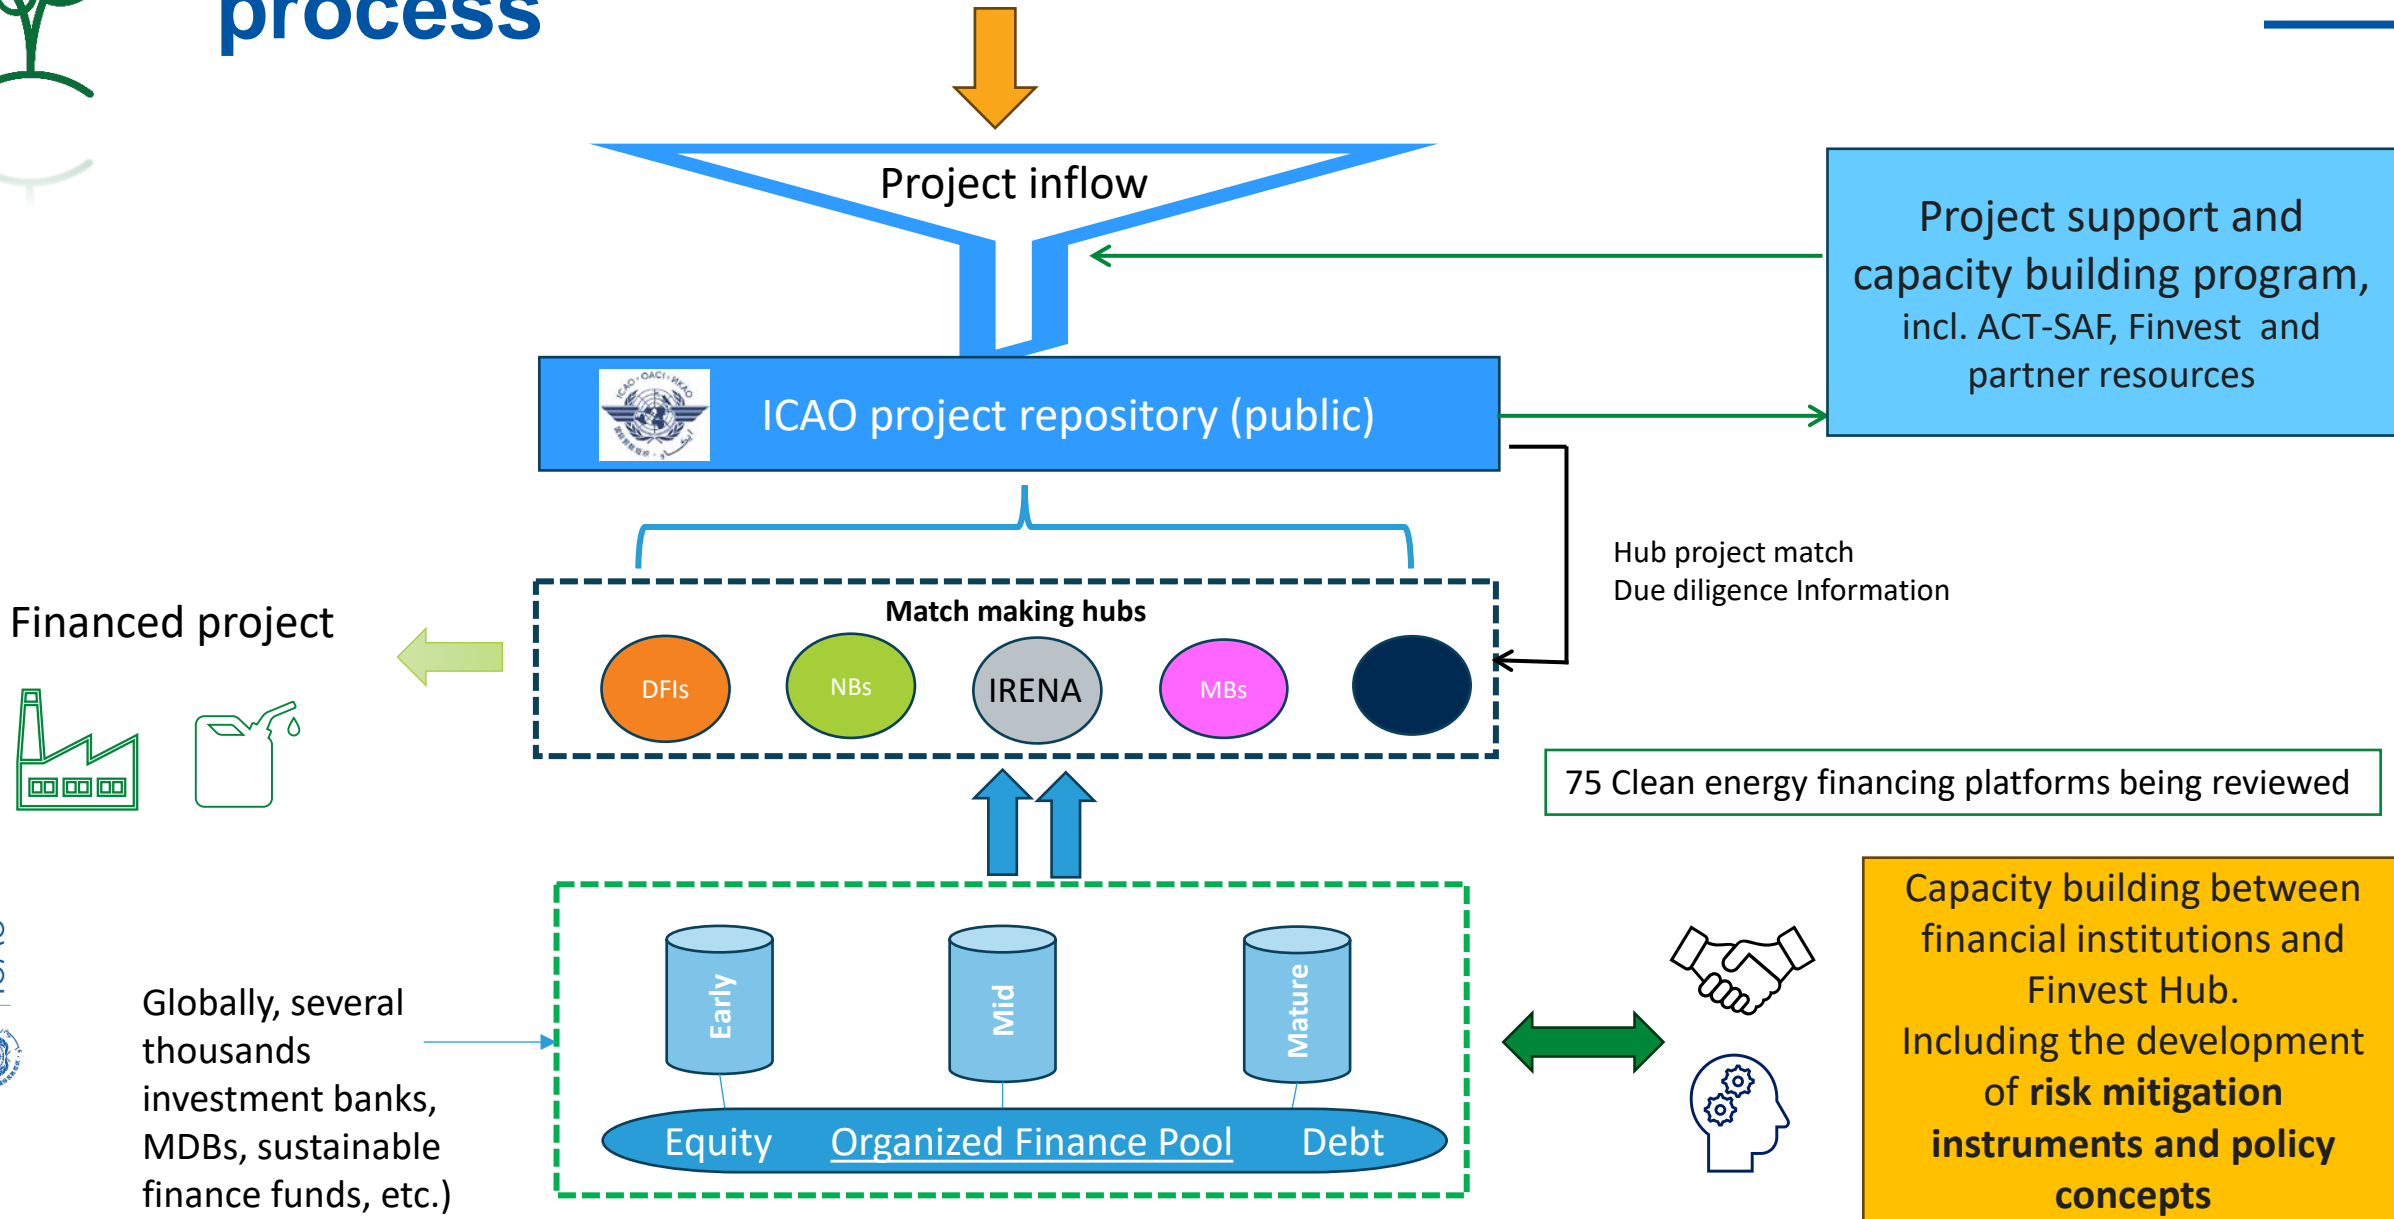 process
Project inflow
Project support and
capacity building program,
incl. ACT-SAF, Finvest and
partner resources
ICAO · OACI · ИКАО
ICAO project repository (public)
Hub project match
Due diligence Information
Match making hubs
Financed project
DFIs
NBs
IRENA
MBs
75 Clean energy financing platforms being reviewed
Globally, several
thousands
investment banks,
MDBs, sustainable
finance funds, etc.)
Early
Mid
Mature
Equity Organized Finance Pool Debt
Capacity building between
financial institutions and
Finvest Hub.
Including the development
of risk mitigation
instruments and policy
concepts